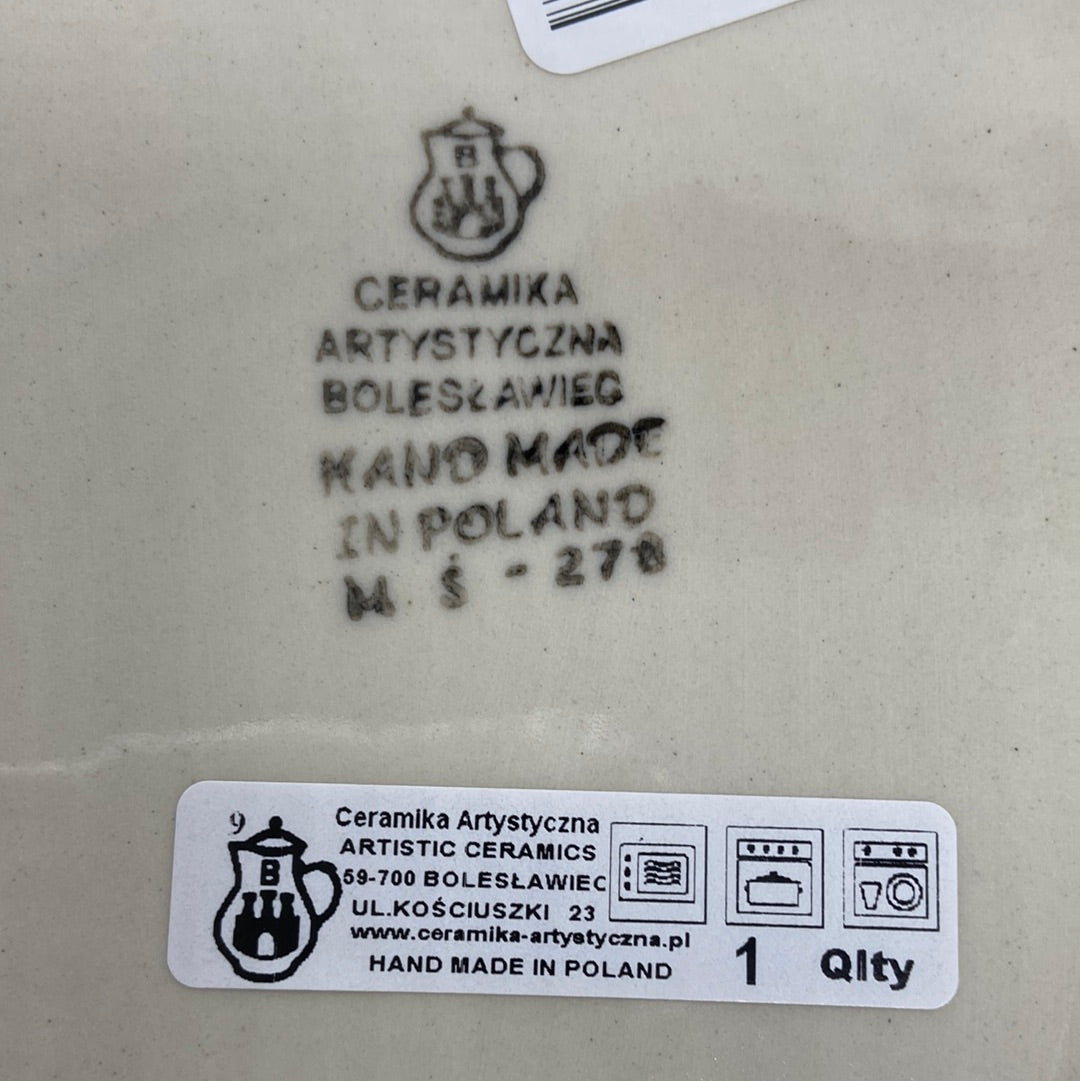 B
CERAMIKA
ARTYSTYCZNA
BOLESŁAWIEC
HAND MADE
IN POLAND
M Ś - 278
9
B
Ceramika Artystyczna
ARTISTIC CERAMICS
59-700 BOLESŁAWIEC
UL.KOŚCIUSZKI 23
www.ceramika-artystyczna.pl
HAND MADE IN POLAND
1 Qlty